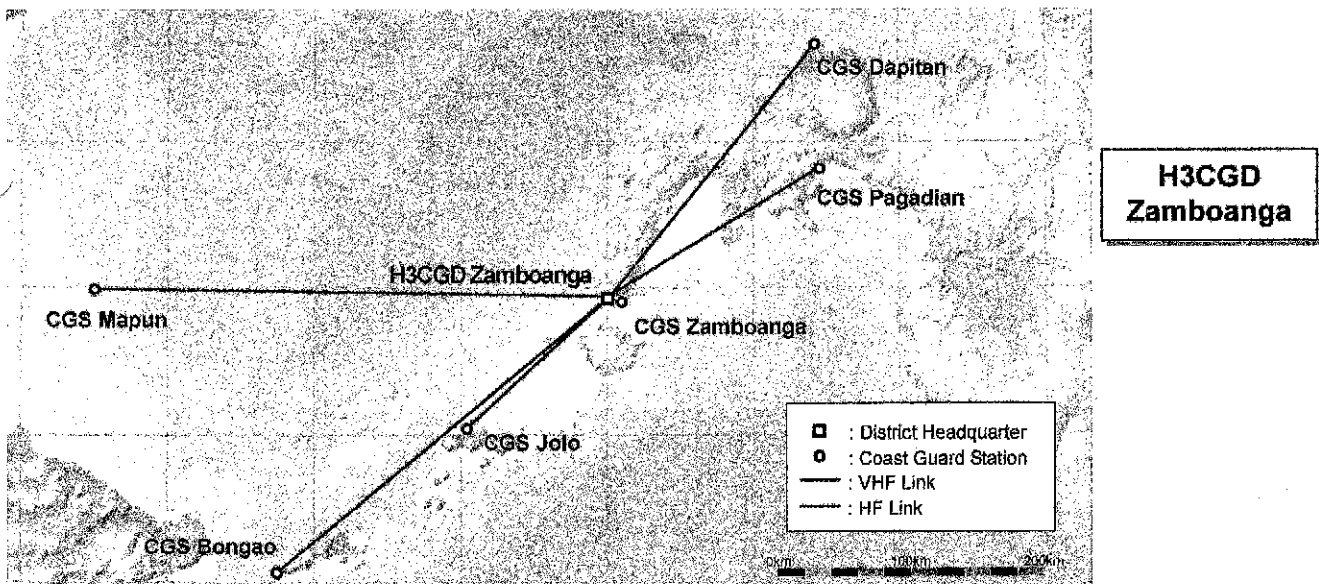 CGS Dapitan
CGS Pagadian
H3CGD
Zamboanga
H3CGD Zamboanga
CGS Mapun
CGS Zamboanga
CGS Jolo
CGS Bongao
: District Headquarter
: Coast Guard Station
: VHF Link
: HF Link
0km 100km 200km